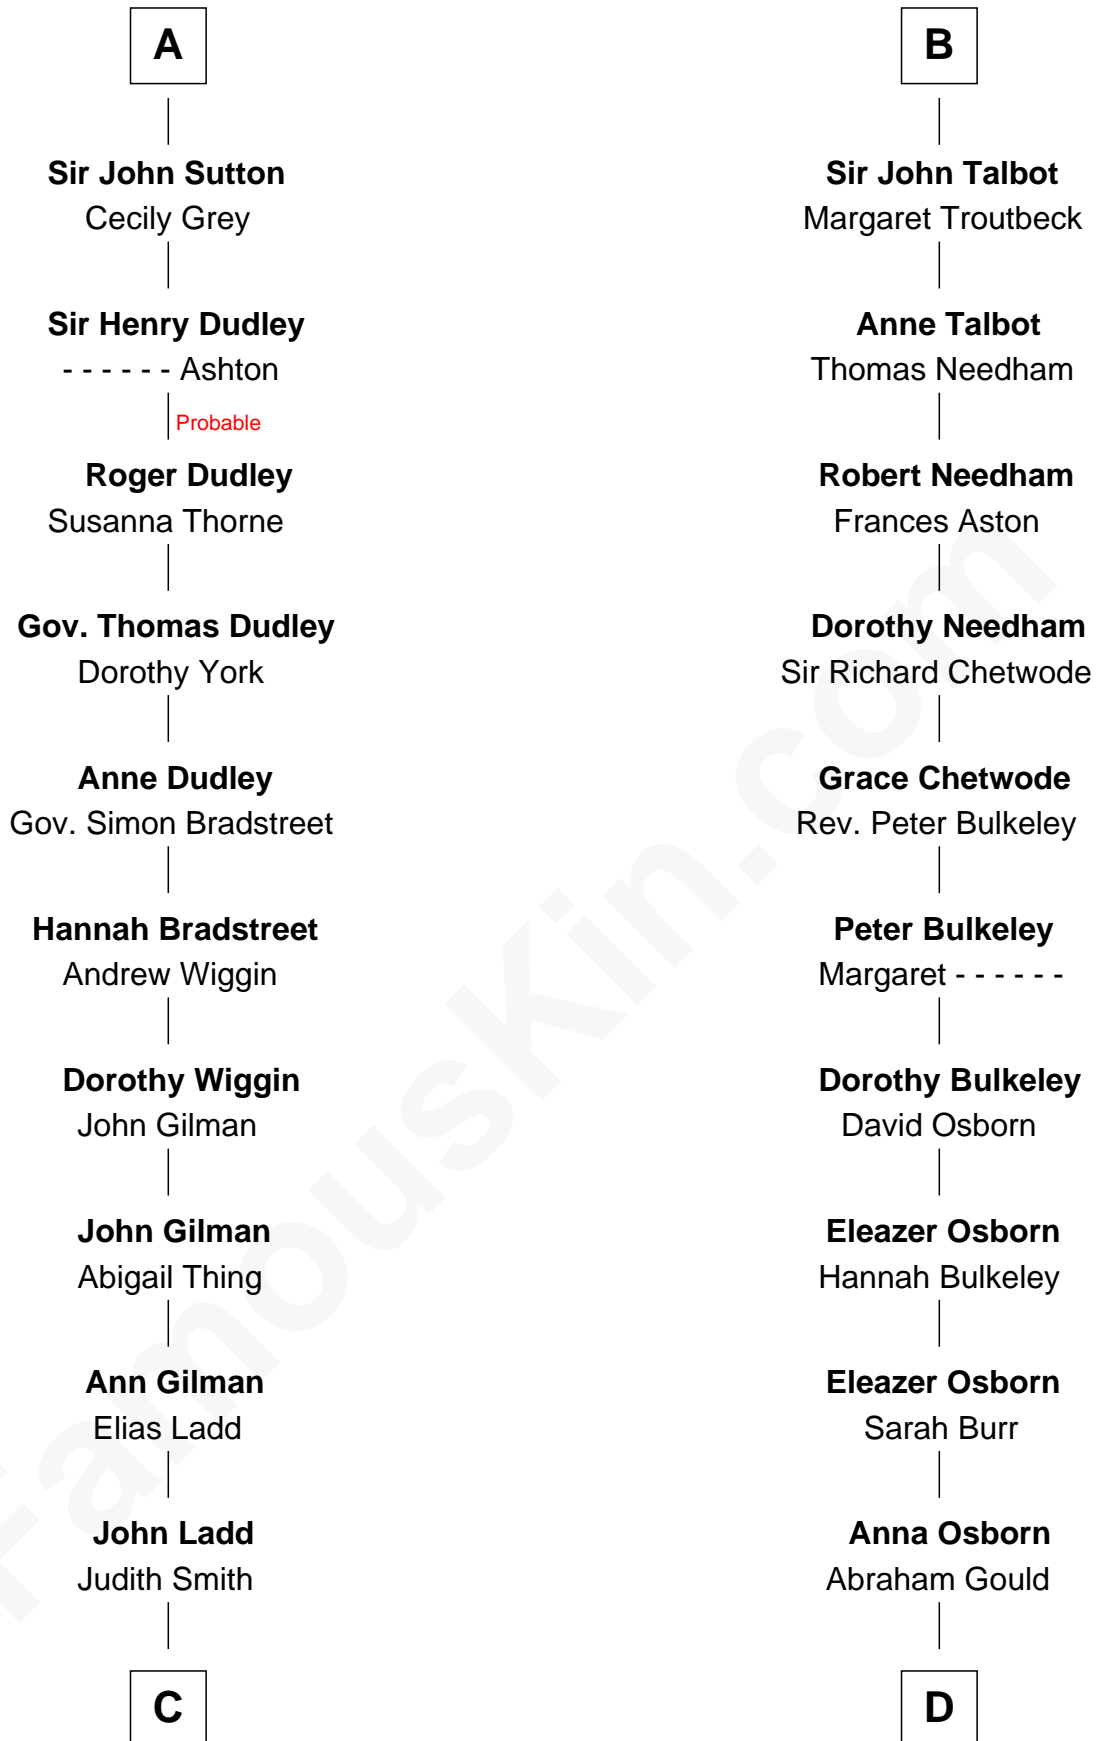 A
Sir John Sutton
Cecily Grey
Sir Henry Dudley
- - - - - - Ashton
Probable
Roger Dudley
Susanna Thorne
Gov. Thomas Dudley
Dorothy York
Anne Dudley
Gov. Simon Bradstreet
Hannah Bradstreet
Andrew Wiggin
Dorothy Wiggin
John Gilman
John Gilman
Abigail Thing
Ann Gilman
Elias Ladd
John Ladd
Judith Smith
C
B
Sir John Talbot
Margaret Troutbeck
Anne Talbot
Thomas Needham
Robert Needham
Frances Aston
Dorothy Needham
Sir Richard Chetwode
Grace Chetwode
Rev. Peter Bulkeley
Peter Bulkeley
Margaret - - - - - -
Dorothy Bulkeley
David Osborn
Eleazer Osborn
Hannah Bulkeley
Eleazer Osborn
Sarah Burr
Anna Osborn
Abraham Gould
D
FamousKin.com